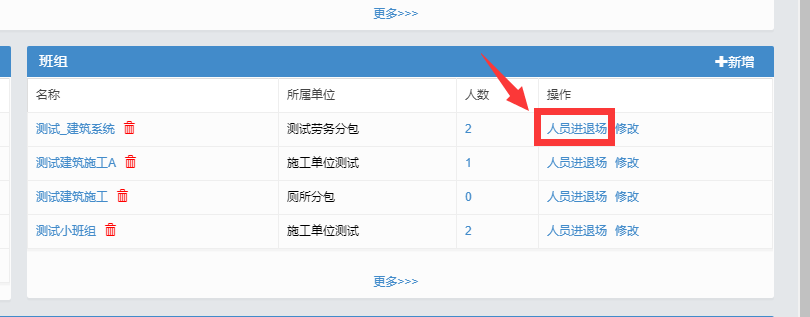 更多>>>
班组 新增
名称 所属单位 人数 操作
测试_建筑系统 测试劳务分包 2 人员进退场 修改
测试建筑施工A 施工单位测试 1 人员进退场 修改
测试建筑施工 厕所分包 0 人员进退场 修改
测试小班组 施工单位测试 2 人员进退场 修改
更多>>>